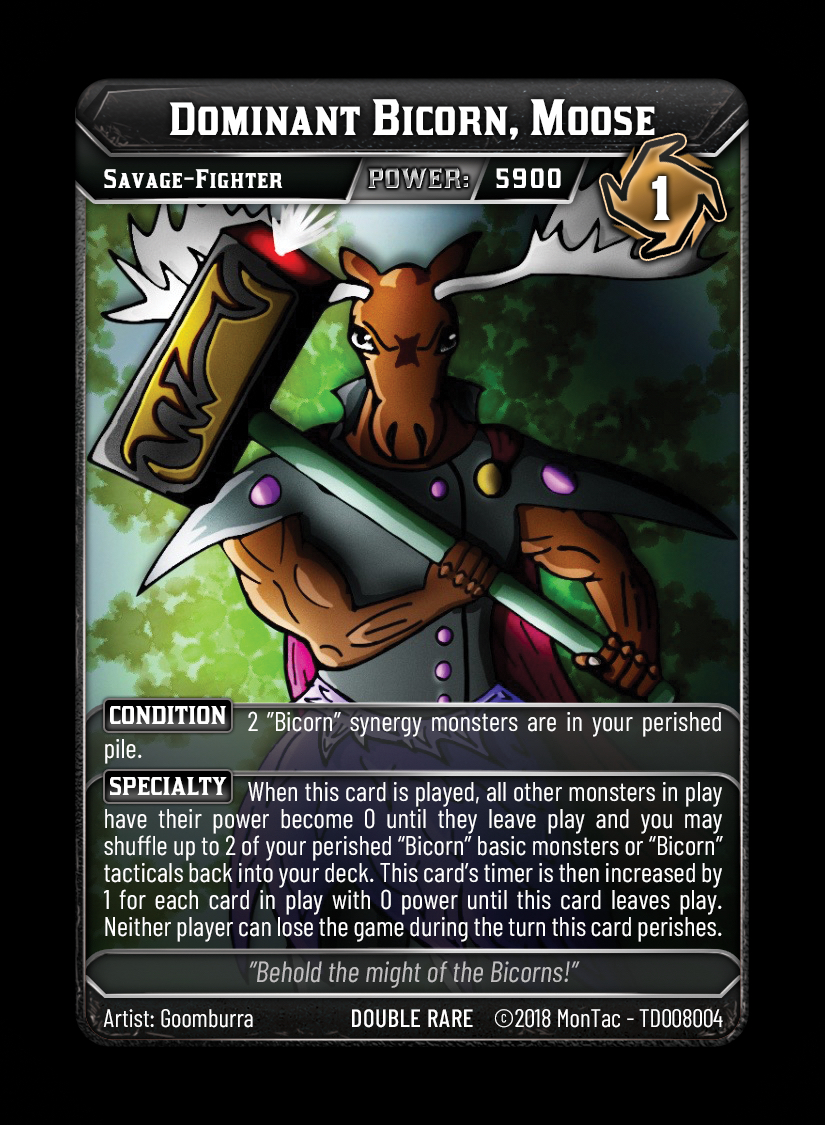 Dominant Bicorn, Moose
Savage-Fighter POWER: 5900
1
CONDITION 2 "Bicorn" synergy monsters are in your perished
pile.
SPECIALTY When this card is played, all other monsters in play
have their power become 0 until they leave play and you may
shuffle up to 2 of your perished "Bicorn" basic monsters or "Bicorn"
tacticals back into your deck. This card's timer is then increased by
1 for each card in play with 0 power until this card leaves play.
Neither player can lose the game during the turn this card perishes.
"Behold the might of the Bicorns!"
Artist: Goomburra DOUBLE RARE ©2018 MonTac - TD008004